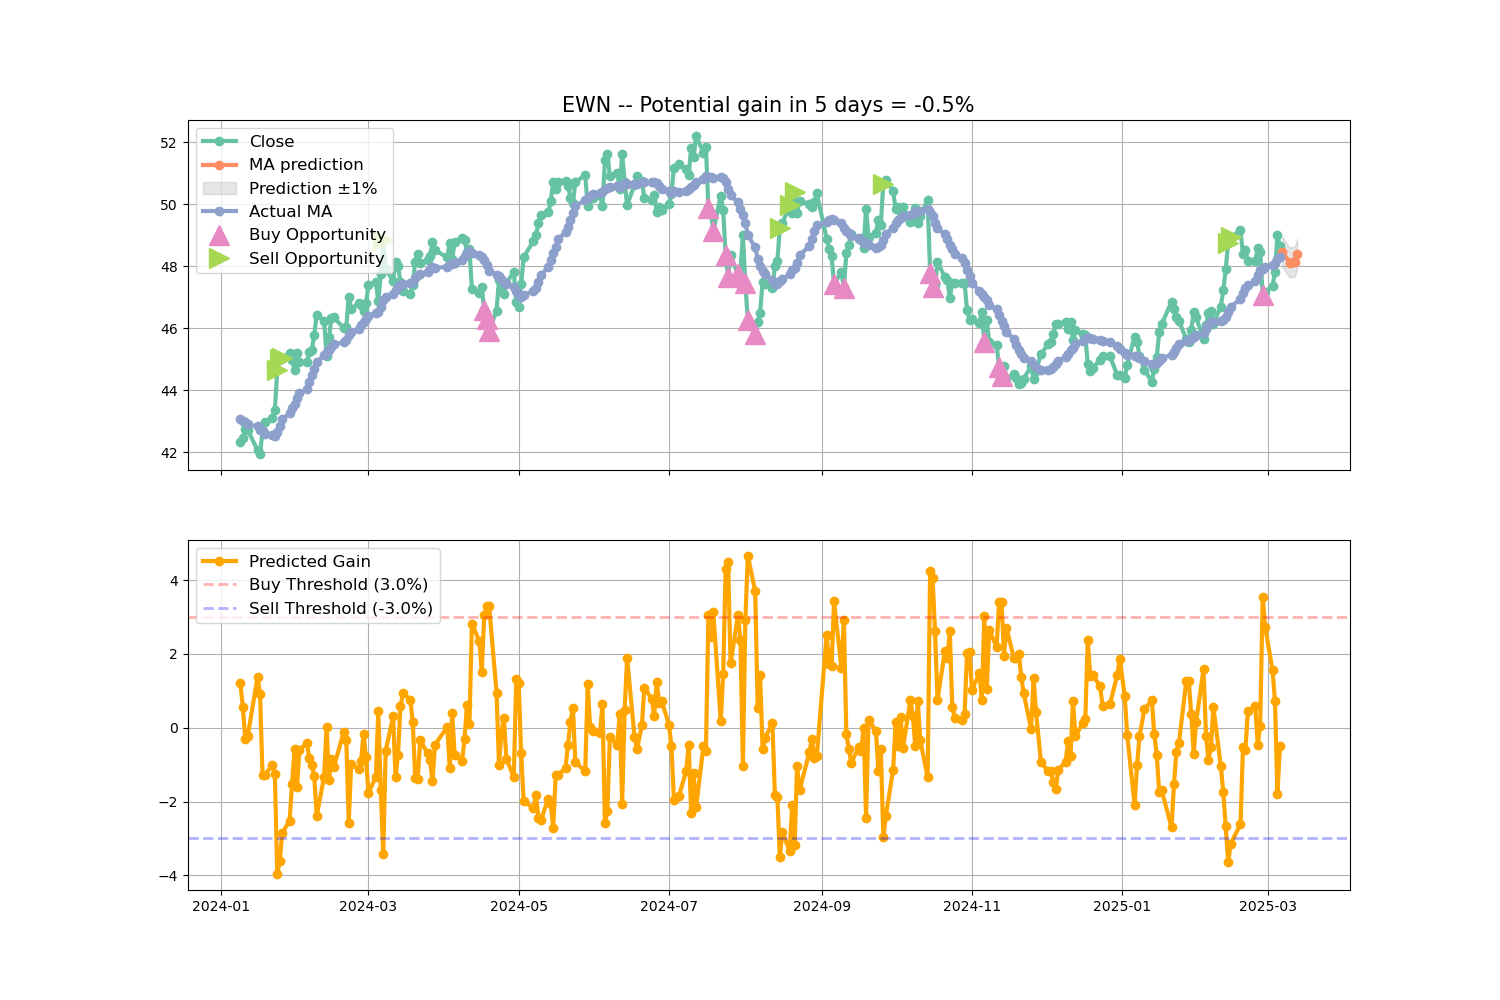 EWN -- Potential gain in 5 days = -0.5%
52
50
48
46
44
42
Close
MA prediction
Prediction ±1%
Actual MA
Buy Opportunity
Sell Opportunity
4
2
0
−2
−4
Predicted Gain
Buy Threshold (3.0%)
Sell Threshold (-3.0%)
2024-01 2024-03 2024-05 2024-07 2024-09 2024-11 2025-01 2025-03